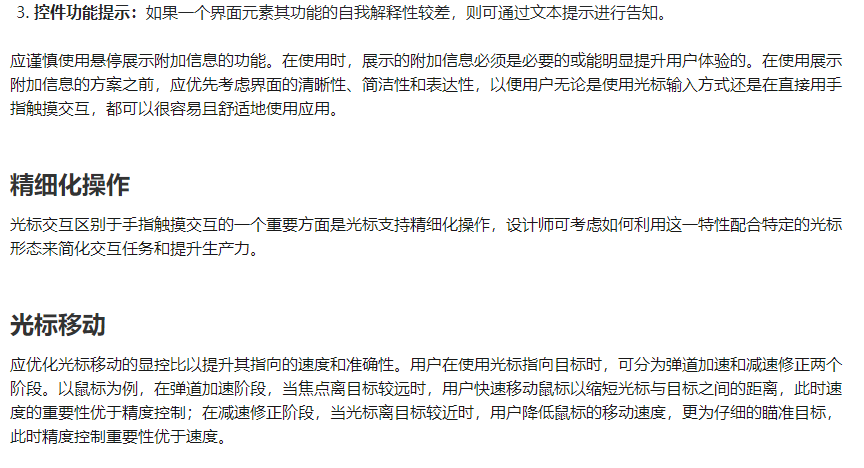 3. 控件功能提示：如果一个界面元素其功能的自我解释性较差，则可通过文本提示进行告知。
应谨慎使用悬停展示附加信息的功能。在使用时，展示的附加信息必须是必要的或能明显提升用户体验的。在使用展示
附加信息的方案之前，应优先考虑界面的清晰性、简洁性和表达性，以便用户无论是使用光标输入方式还是在直接用手
指触摸交互，都可以很容易且舒适地使用应用。
精细化操作
光标交互区别于手指触摸交互的一个重要方面是光标支持精细化操作，设计师可考虑如何利用这一特性配合特定的光标
形态来简化交互任务和提升生产力。
光标移动
应优化光标移动的显控比以提升其指向的速度和准确性。用户在使用光标指向目标时，可分为弹道加速和减速修正两个
阶段。以鼠标为例，在弹道加速阶段，当焦点离目标较远时，用户快速移动鼠标以缩短光标与目标之间的距离，此时速
度的重要性优于精度控制；在减速修正阶段，当光标离目标较近时，用户降低鼠标的移动速度，更为仔细的瞄准目标，
此时精度控制重要性优于速度。